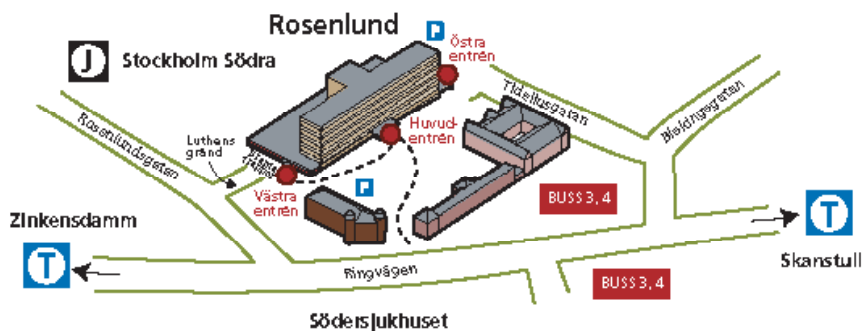 Rosenlund
P
J
Stockholm Södra
Östra
entrén
Tideliusgatan
Blekingegatan
Rosenlundsgatan
Luthens
gränd
Huvud-
entrén
Västra
entrén
P
BUSS 3, 4
Zinkensdamm
T
T
Skanstull
Ringvägen
BUSS 3, 4
Södersjukhuset